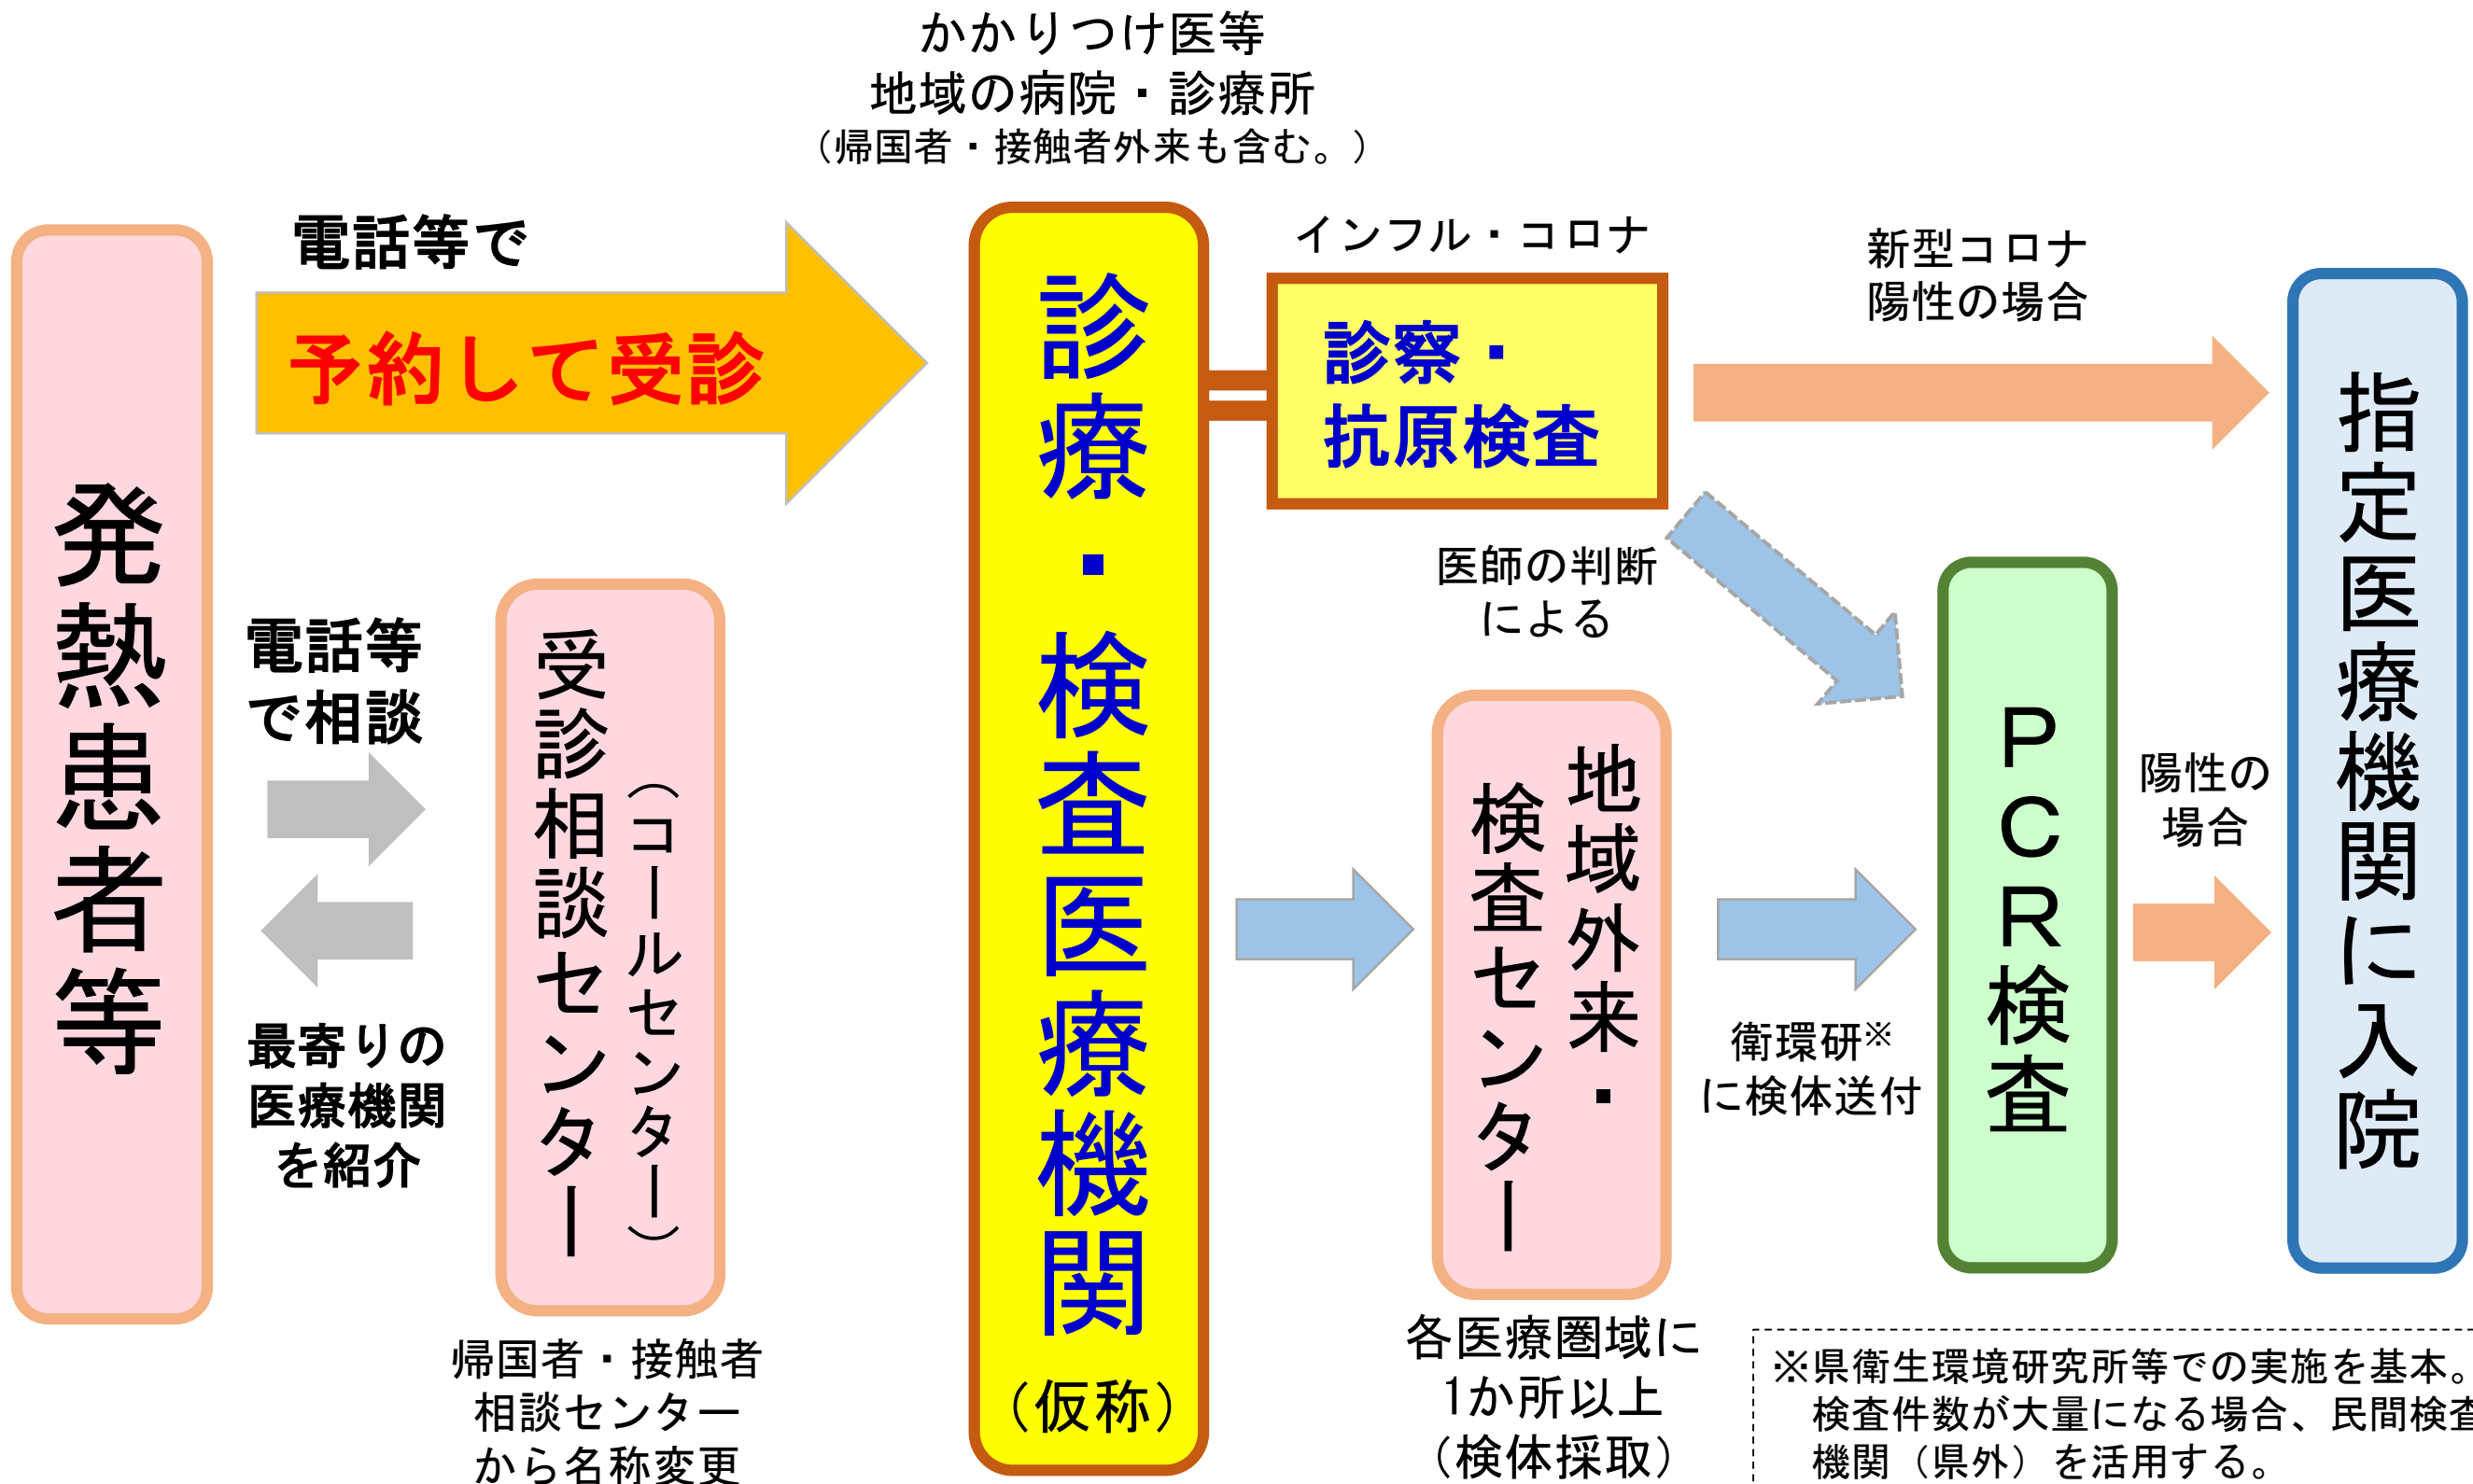 かかりつけ医等
地域の病院・診療所
（帰国者・接触者外来も含む。）
発熱患者等
電話等で
予約して受診
電話等
で相談
最寄りの
医療機関
を紹介
受診相談センター
（コールセンター）
帰国者・接触者
相談センター
から名称変更
診療・検査医療機関
（仮称）
インフル・コロナ
診察・
抗原検査
新型コロナ
陽性の場合
医師の判断
による
地域外来・
検査センター
各医療圏域に
1か所以上
（検体採取）
衛環研※
に検体送付
ＰＣＲ検査
陽性の
場合
指定医療機関に入院
※県衛生環境研究所等での実施を基本。
検査件数が大量になる場合、民間検査
機関（県外）を活用する。